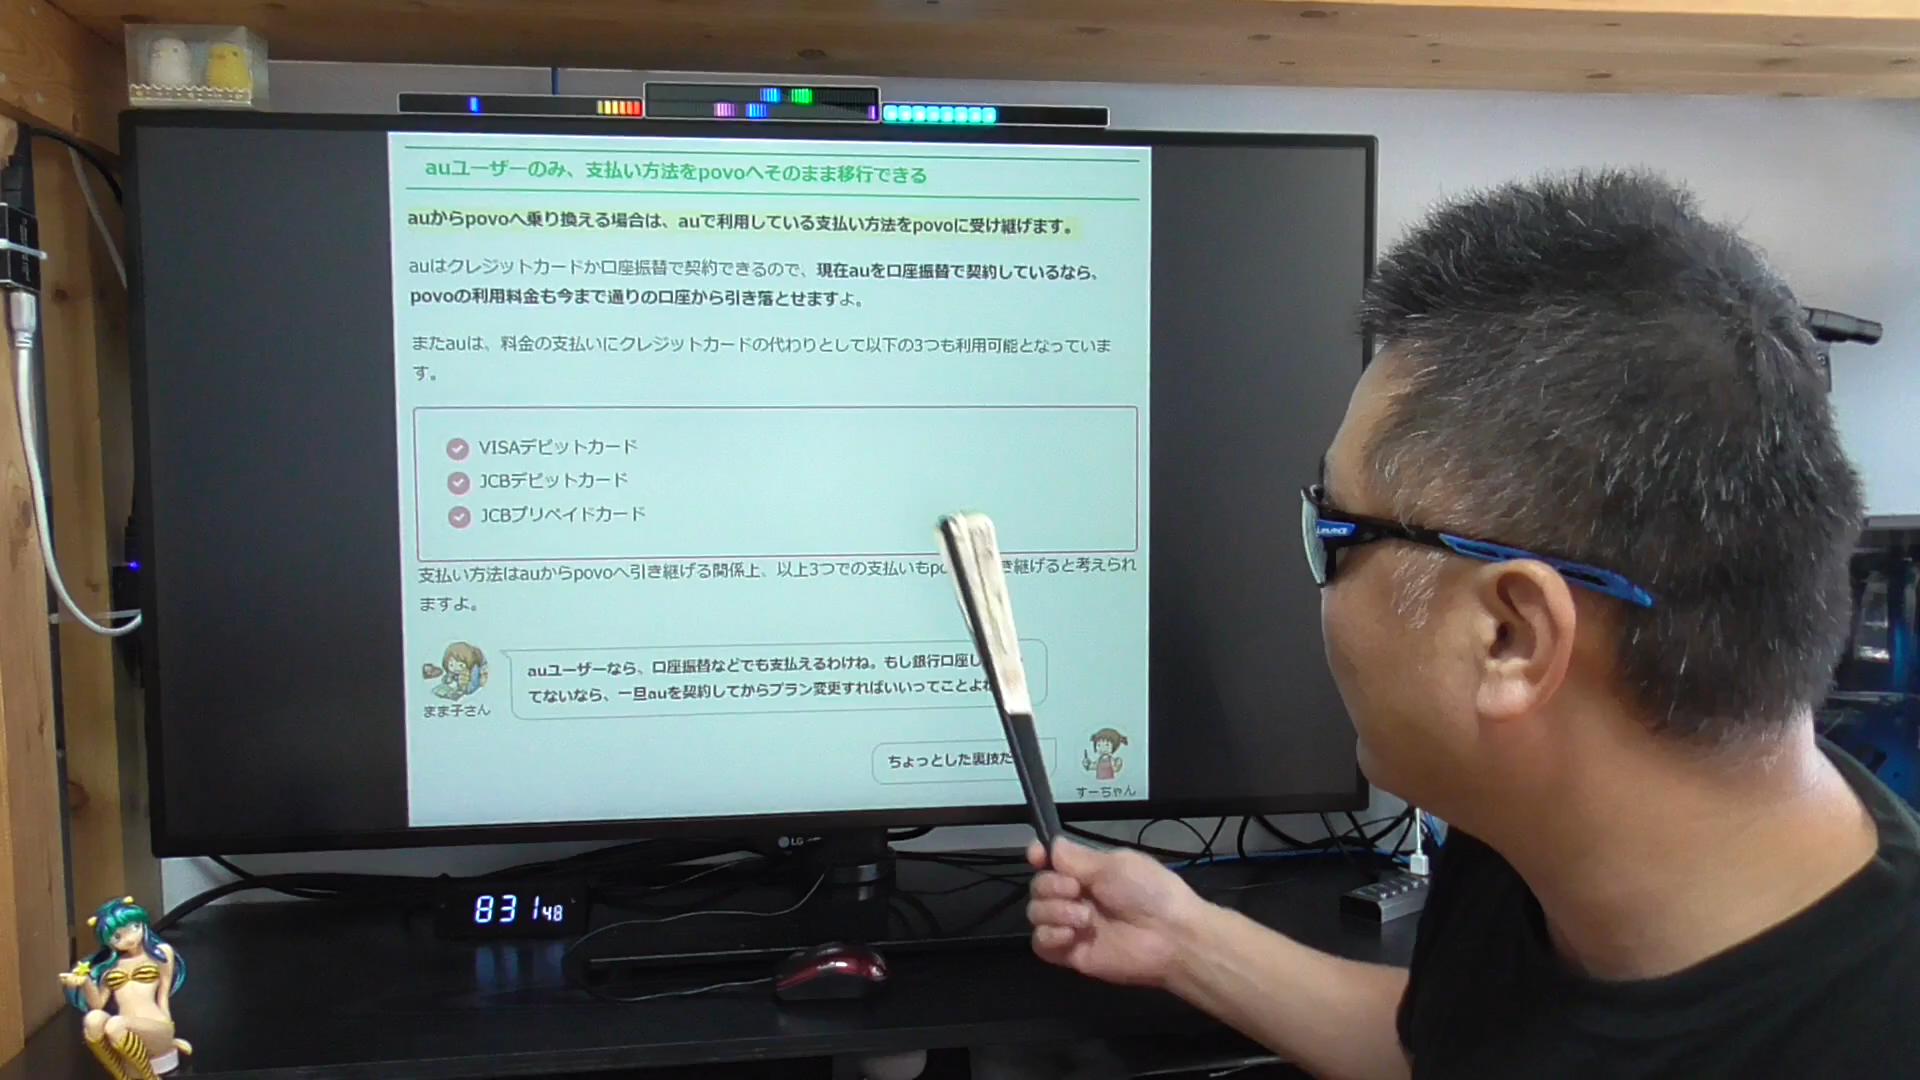 auユーザーのみ、支払い方法をpovoへそのまま移行できる
auからpovoへ乗り換える場合は、auで利用している支払い方法をpovoに受け継げます。
auはクレジットカードか口座振替で契約できるので、現在auを口座振替で契約しているなら、
povoの利用料金も今まで通りの口座から引き落とせますよ。
またauは、料金の支払いにクレジットカードの代わりとして以下の3つも利用可能となっていま
す。
VISAデビットカード
JCBデビットカード
JCBプリペイドカード
支払い方法はauからpovoへ引き継げる関係上、以上3つでの支払いもpo き継げると考えられ
ますよ。
auユーザーなら、口座振替などでも支払えるわけね。もし銀行口座し
てないなら、一旦auを契約してからプラン変更すればいいってことよね
まま子さん
ちょっとした裏技だ
すーちゃん
LG
831 48